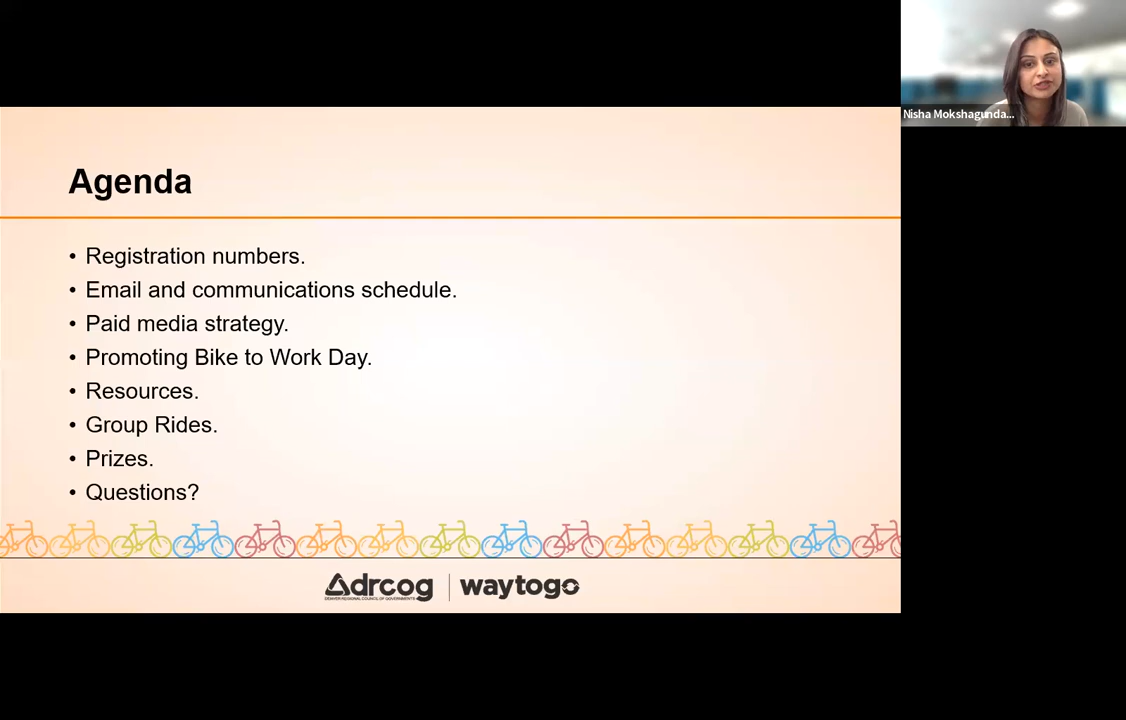 Nisha Mokshagunda...
Agenda
• Registration numbers.
• Email and communications schedule.
• Paid media strategy.
• Promoting Bike to Work Day.
• Resources.
• Group Rides.
• Prizes.
• Questions?
drcog
DENVER REGIONAL COUNCIL OF GOVERNMENTS
waytogo